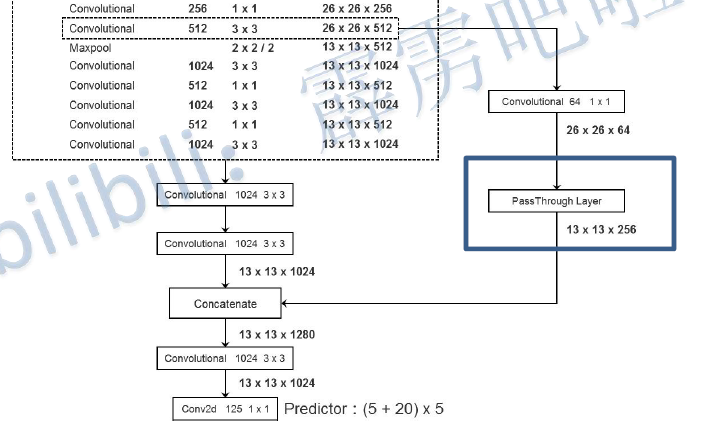 Convolutional 256 1 x 1 26 x 26 x 256
Convolutional 512 3 x 3 26 x 26 x 512
Maxpool 2 x 2 / 2 13 x 13 x 512
Convolutional 1024 3 x 3 13 x 13 x 1024
Convolutional 512 1 x 1 13 x 13 x 512
Convolutional 1024 3 x 3 13 x 13 x 1024
Convolutional 512 1 x 1 13 x 13 x 512
Convolutional 1024 3 x 3 13 x 13 x 1024
Convolutional 64 1 x 1
26 x 26 x 64
PassThrough Layer
13 x 13 x 256
Convolutional 1024 3 x 3
Convolutional 1024 3 x 3
13 x 13 x 1024
Concatenate
13 x 13 x 1280
Convolutional 1024 3 x 3
13 x 13 x 1024
Conv2d 125 1 x 1 Predictor：(5 + 20) x 5
bilibili: 霹雳吧啦